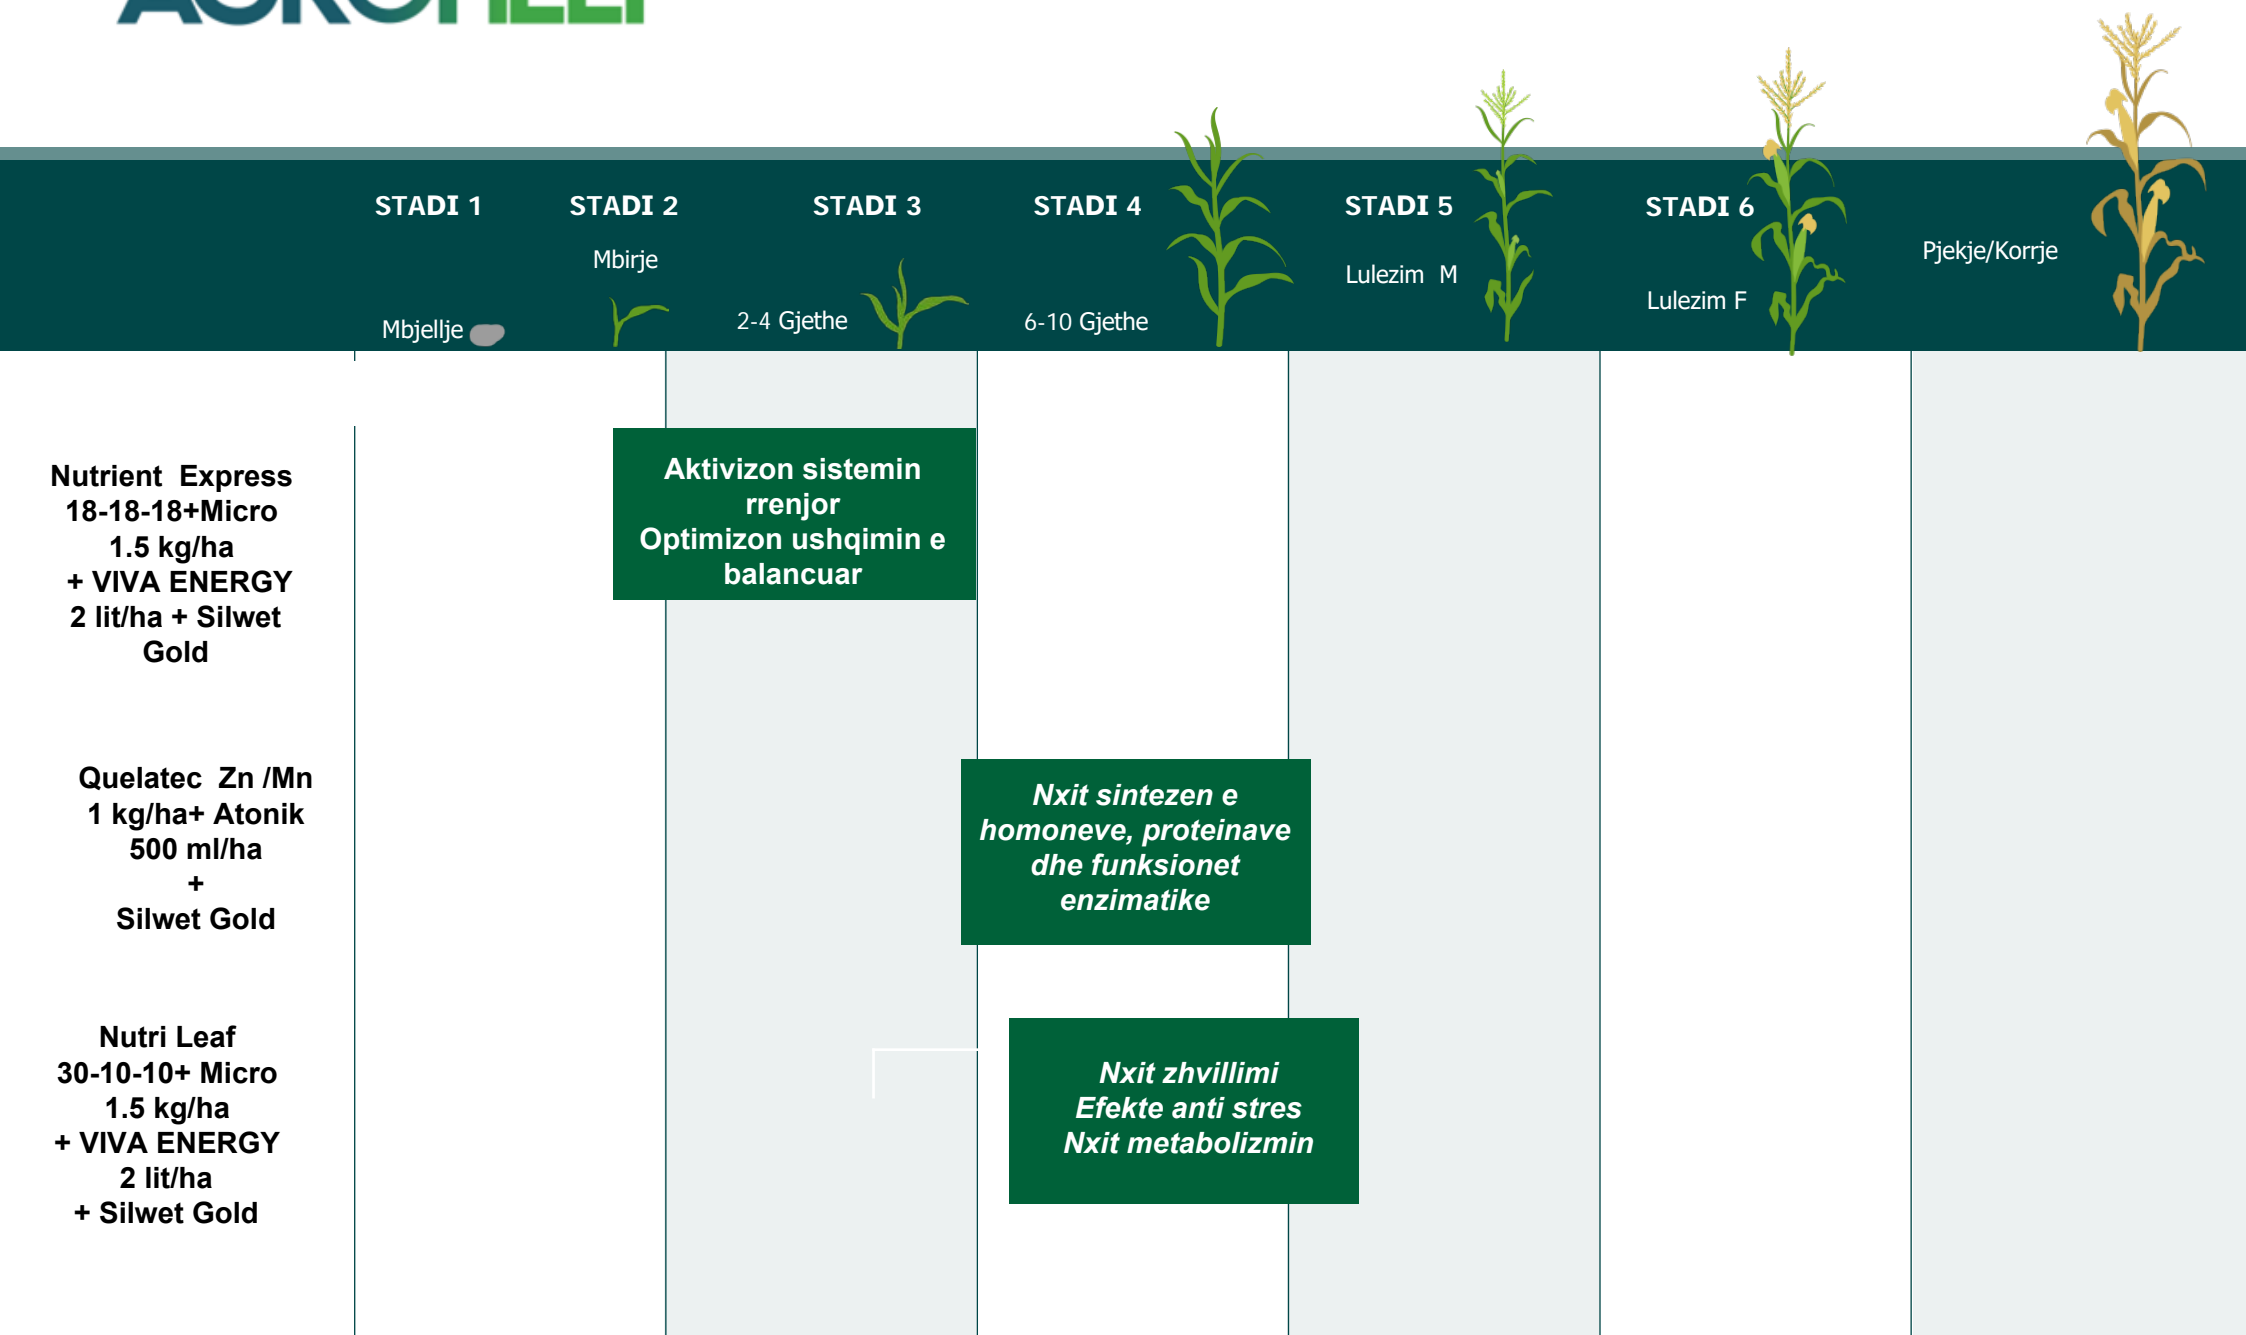 STADI 1
STADI 2
STADI 3
STADI 4
STADI 5
STADI 6
Mbjellje
Mbirje
2-4 Gjethe
6-10 Gjethe
Lulezim M
Lulezim F
Pjekje/Korrje
Nutrient Express
18-18-18+Micro
1.5 kg/ha
+ VIVA ENERGY
2 lit/ha + Silwet
Gold
Aktivizon sistemin
rrenjor
Optimizon ushqimin e
balancuar
Quelatec Zn /Mn
1 kg/ha+ Atonik
500 ml/ha
+
Silwet Gold
Nxit sintezen e
homoneve, proteinave
dhe funksionet
enzimatike
Nutri Leaf
30-10-10+ Micro
1.5 kg/ha
+ VIVA ENERGY
2 lit/ha
+ Silwet Gold
Nxit zhvillimi
Efekte anti stres
Nxit metabolizmin